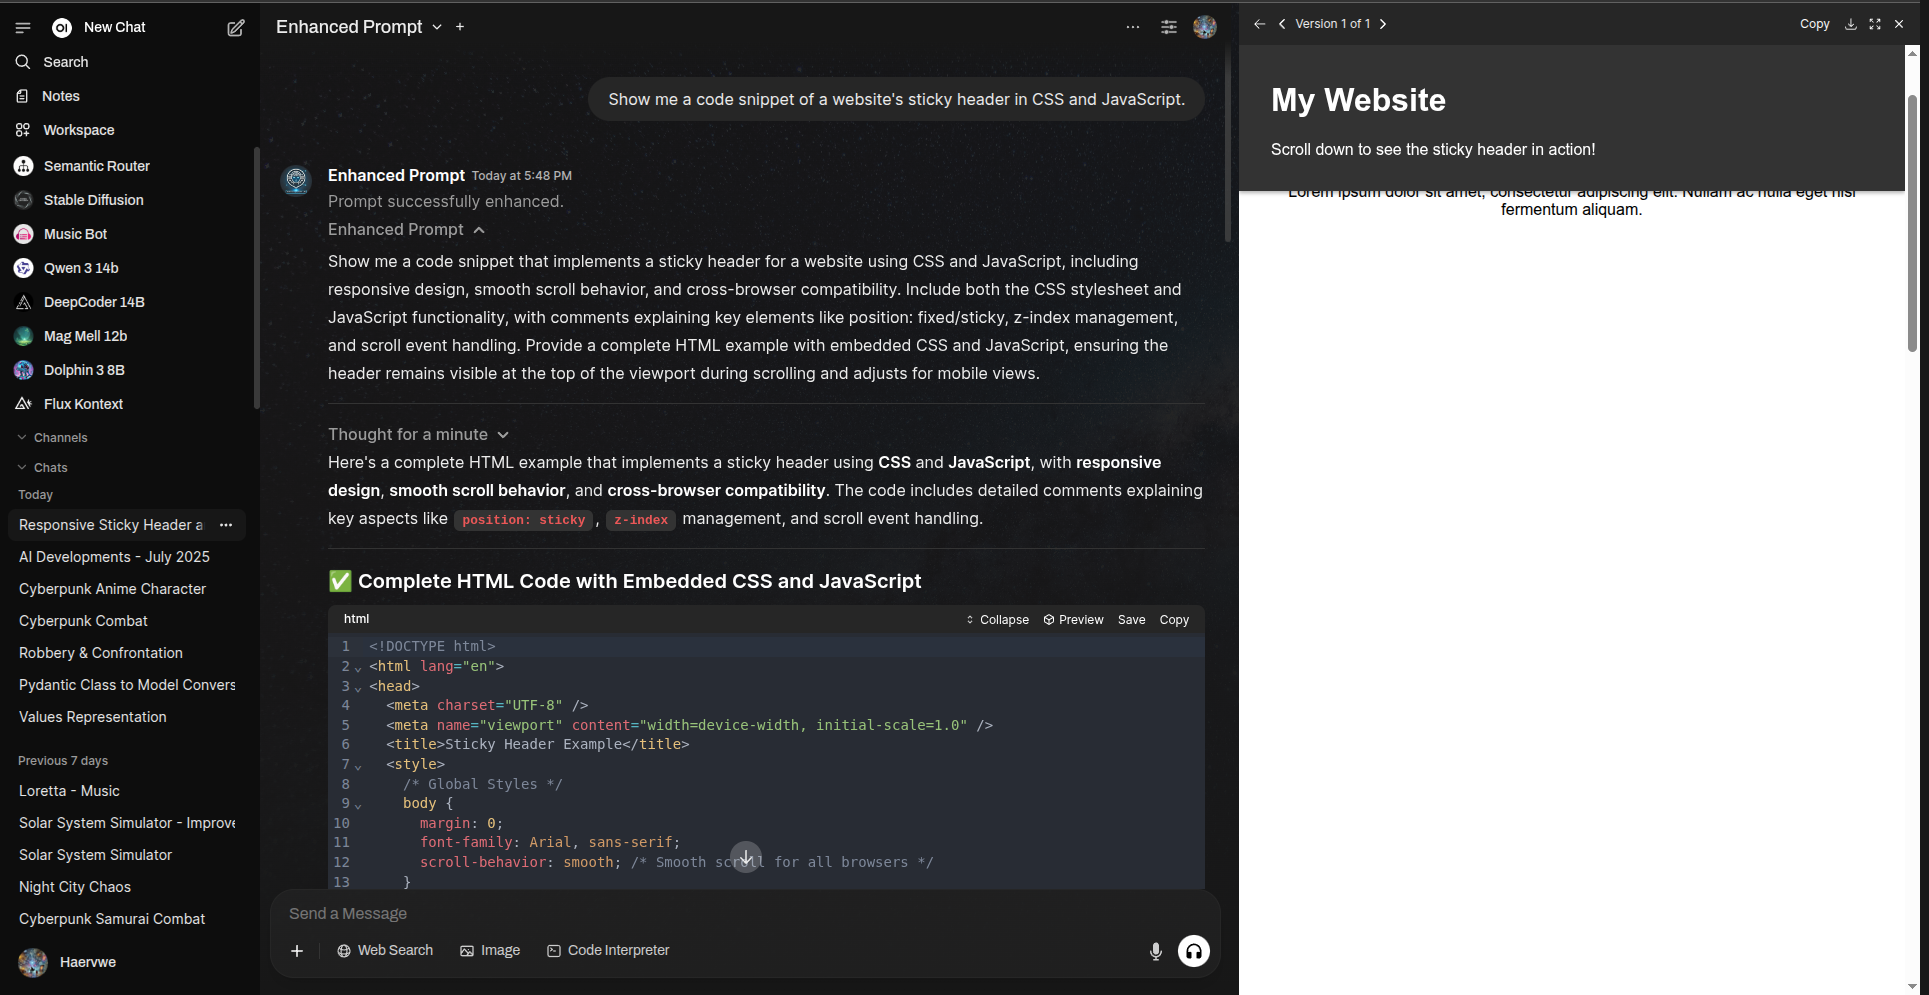 New Chat
Search
Notes
Workspace
Semantic Router
Stable Diffusion
Music Bot
Qwen 3 14b
DeepCoder 14B
Mag Mell 12b
Dolphin 3 8B
Flux Kontext
Channels
Chats
Today
Responsive Sticky Header a
AI Developments - July 2025
Cyberpunk Anime Character
Cyberpunk Combat
Robbery & Confrontation
Pydantic Class to Model Convers
Values Representation
Previous 7 days
Loretta - Music
Solar System Simulator - Improve
Solar System Simulator
Night City Chaos
Cyberpunk Samurai Combat
Haervwe
Enhanced Prompt
Show me a code snippet of a website's sticky header in CSS and JavaScript.
Enhanced Prompt Today at 5:48 PM
Prompt successfully enhanced.
Enhanced Prompt
Show me a code snippet that implements a sticky header for a website using CSS and JavaScript, including
responsive design, smooth scroll behavior, and cross-browser compatibility. Include both the CSS stylesheet and
JavaScript functionality, with comments explaining key elements like position: fixed/sticky, z-index management,
and scroll event handling. Provide a complete HTML example with embedded CSS and JavaScript, ensuring the
header remains visible at the top of the viewport during scrolling and adjusts for mobile views.
Thought for a minute
Here's a complete HTML example that implements a sticky header using CSS and JavaScript, with responsive
design, smooth scroll behavior, and cross-browser compatibility. The code includes detailed comments explaining
key aspects like position: sticky, z-index management, and scroll event handling.
✅ Complete HTML Code with Embedded CSS and JavaScript
html Collapse Preview Save Copy
1 <!DOCTYPE html>
2 <html lang="en">
3 <head>
4 <meta charset="UTF-8" />
5 <meta name="viewport" content="width=device-width, initial-scale=1.0" />
6 <title>Sticky Header Example</title>
7 <style>
8 /* Global Styles */
9 body {
10 margin: 0;
11 font-family: Arial, sans-serif;
12 scroll-behavior: smooth; /* Smooth scroll for all browsers */
13 }
Send a Message
Web Search Image Code Interpreter
Version 1 of 1 Copy
My Website
Scroll down to see the sticky header in action!
Lorem ipsum dolor sit amet, consectetur adipiscing elit. Nullam ac nulla eget nisl
fermentum aliquam.